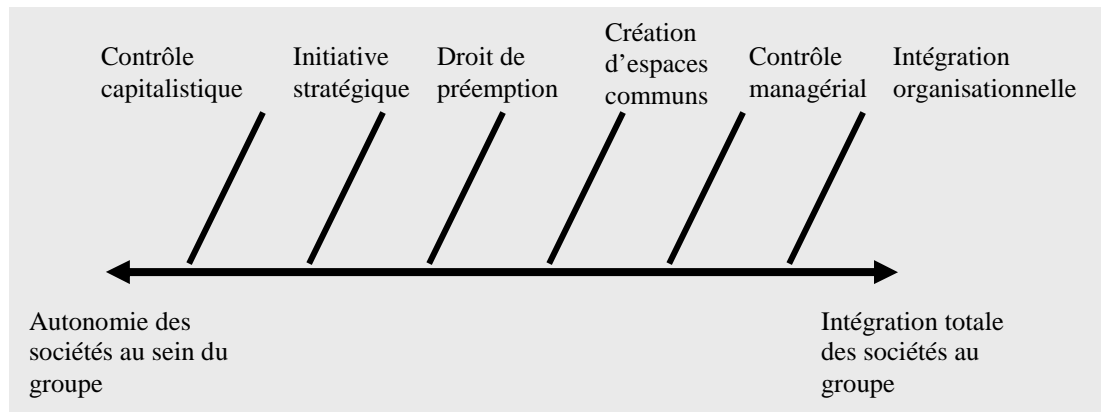 Contrôle
capitalistique
Initiative
stratégique
Droit de
préemption
Création
d'espaces
communs
Contrôle
managérial
Intégration
organisationnelle
Autonomie des
sociétés au sein du
groupe
Intégration totale
des sociétés au
groupe